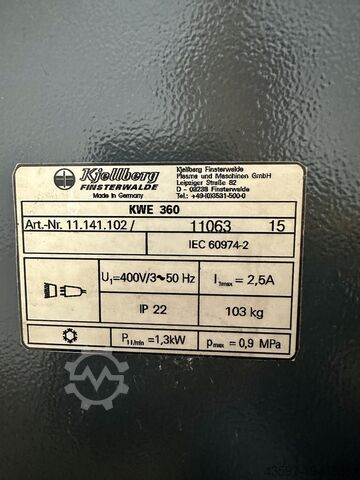 Kjellberg
FINSTERWALDE
Made in Germany
Kjellberg Finsterwalde
Plasma und Maschinen GmbH
Leipziger Straße 82
D - 03238 Finsterwalde
Tel.: +49-(0)3531-500-0
KWE 360
Art.-Nr. 11.141.102 / 11063 15
IEC 60974-2
U₁=400V/3~50 Hz I₁max = 2,5A
IP 22 103 kg
P₁ l/min =1,3kW pmax = 0,9 MPa